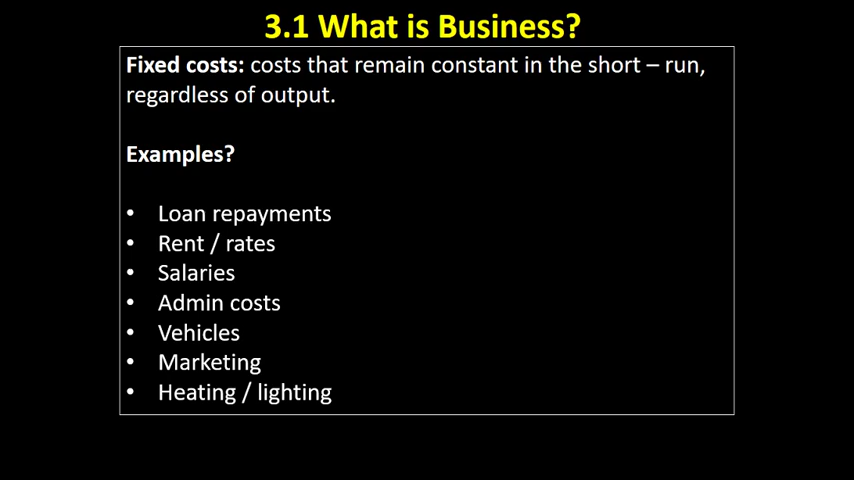 3.1 What is Business?
Fixed costs: costs that remain constant in the short – run,
regardless of output.
Examples?
• Loan repayments
• Rent / rates
• Salaries
• Admin costs
• Vehicles
• Marketing
• Heating / lighting